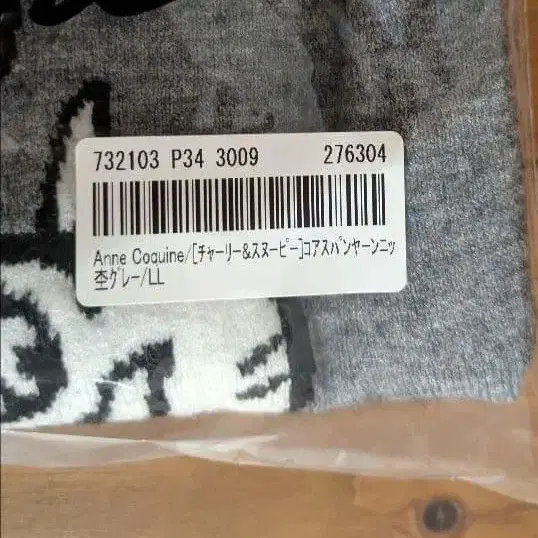 732103 P34 3009 276304
Anne Coquine/[ﾁｬｰﾘｰ&ｽﾇｰﾋﾟｰ]ｺｱｽﾊﾟﾝﾔｰﾝﾆｯ
杢ｸﾞﾚｰ/LL